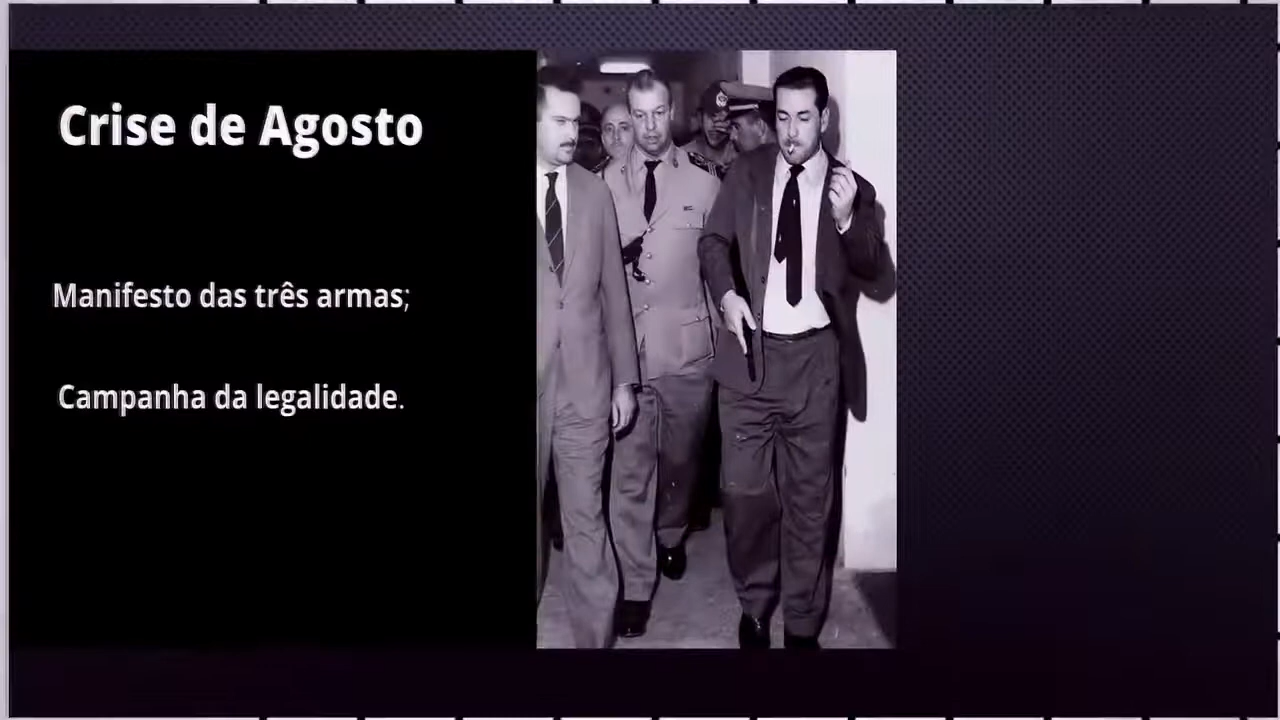 Crise de Agosto
Manifesto das três armas;
Campanha da legalidade.